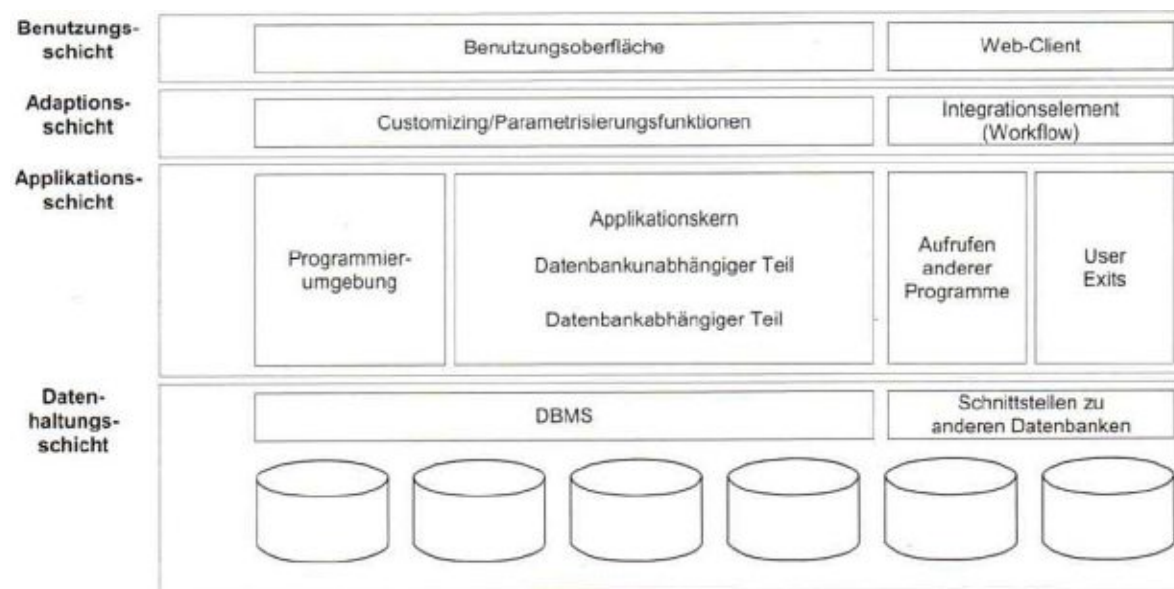 Benutzungs-
schicht
Benutzungsoberfläche
Web-Client
Adaptions-
schicht
Customizing/Parametrisierungsfunktionen
Integrationselement
(Workflow)
Applikations-
schicht
Programmier-
umgebung
Applikationskern
Datenbankunabhängiger Teil
Datenbankabhängiger Teil
Aufrufen
anderer
Programme
User
Exits
Daten-
haltungs-
schicht
DBMS
Schnittstellen zu
anderen Datenbanken